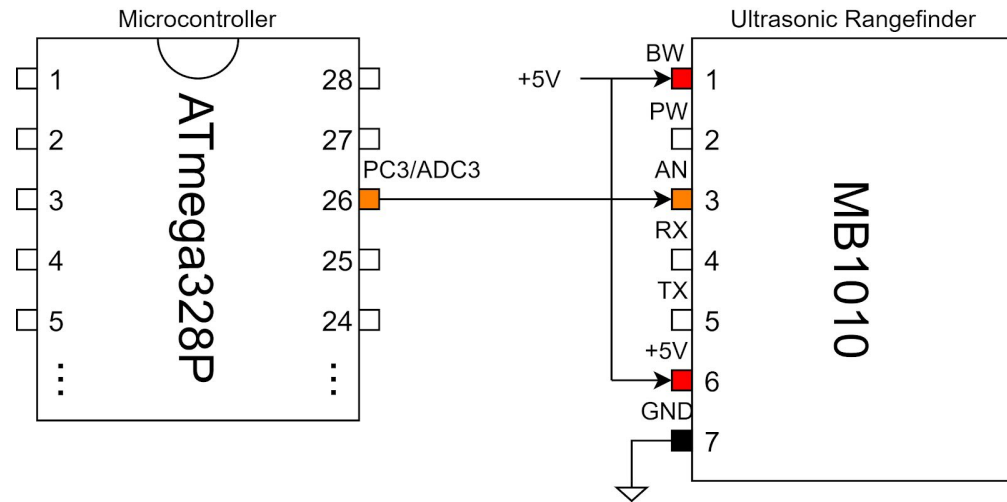 Microcontroller
Ultrasonic Rangefinder
ATmega328P
1
2
3
4
5
...
28
27
PC3/ADC3
26
25
24
...
+5V
BW
1
PW
2
AN
3
RX
4
TX
5
+5V
6
GND
7
MB1010